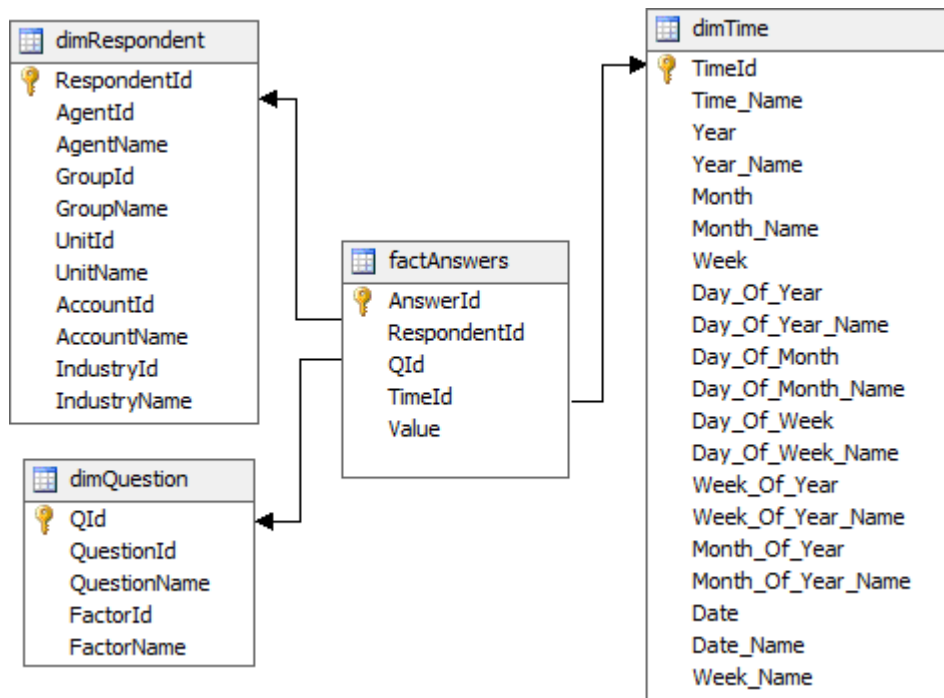 dimRespondent
RespondentId
AgentId
AgentName
GroupId
GroupName
UnitId
UnitName
AccountId
AccountName
IndustryId
IndustryName
dimQuestion
QId
QuestionId
QuestionName
FactorId
FactorName
factAnswers
AnswerId
RespondentId
QId
TimeId
Value
dimTime
TimeId
Time_Name
Year
Year_Name
Month
Month_Name
Week
Day_Of_Year
Day_Of_Year_Name
Day_Of_Month
Day_Of_Month_Name
Day_Of_Week
Day_Of_Week_Name
Week_Of_Year
Week_Of_Year_Name
Month_Of_Year
Month_Of_Year_Name
Date
Date_Name
Week_Name